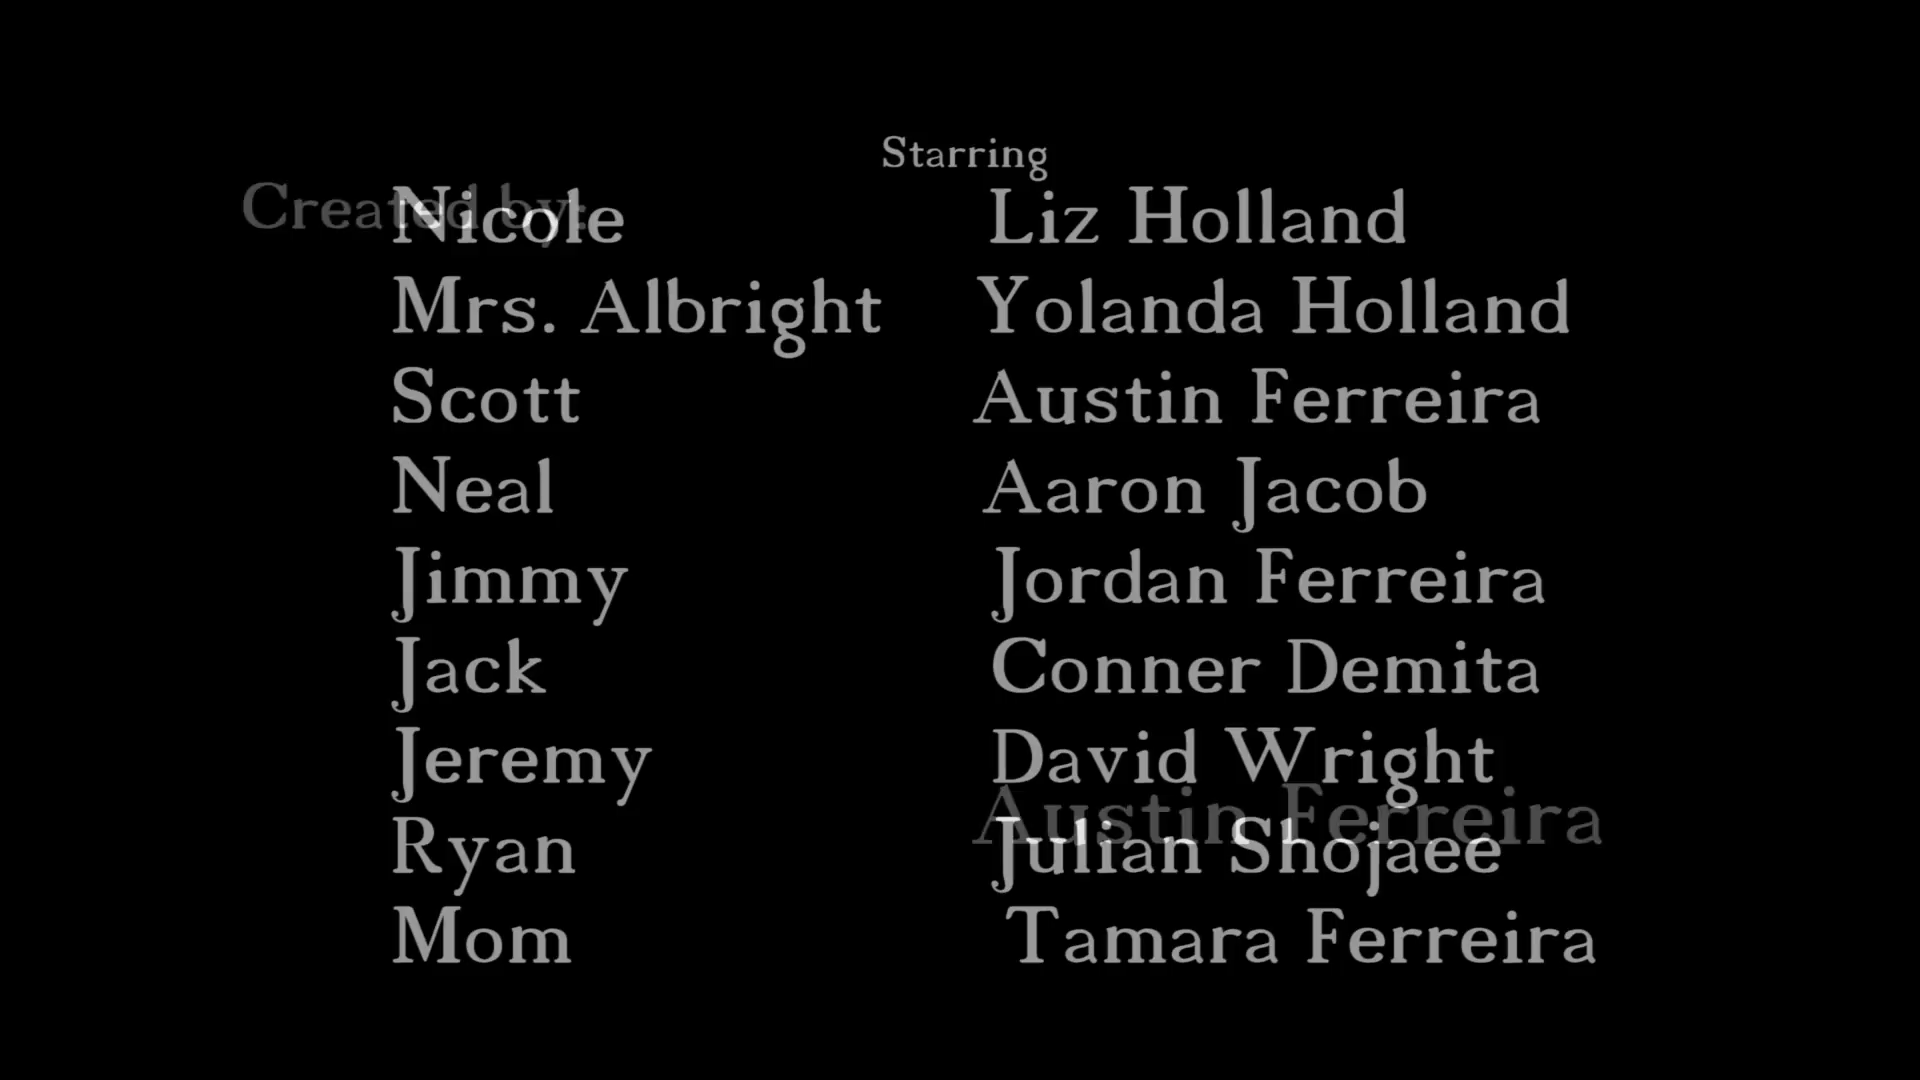 Starring
Created by:
Nicole Liz Holland
Mrs. Albright Yolanda Holland
Scott Austin Ferreira
Neal Aaron Jacob
Jimmy Jordan Ferreira
Jack Conner Demita
Jeremy David Wright
Austin Ferreira
Ryan Julian Shojaee
Mom Tamara Ferreira